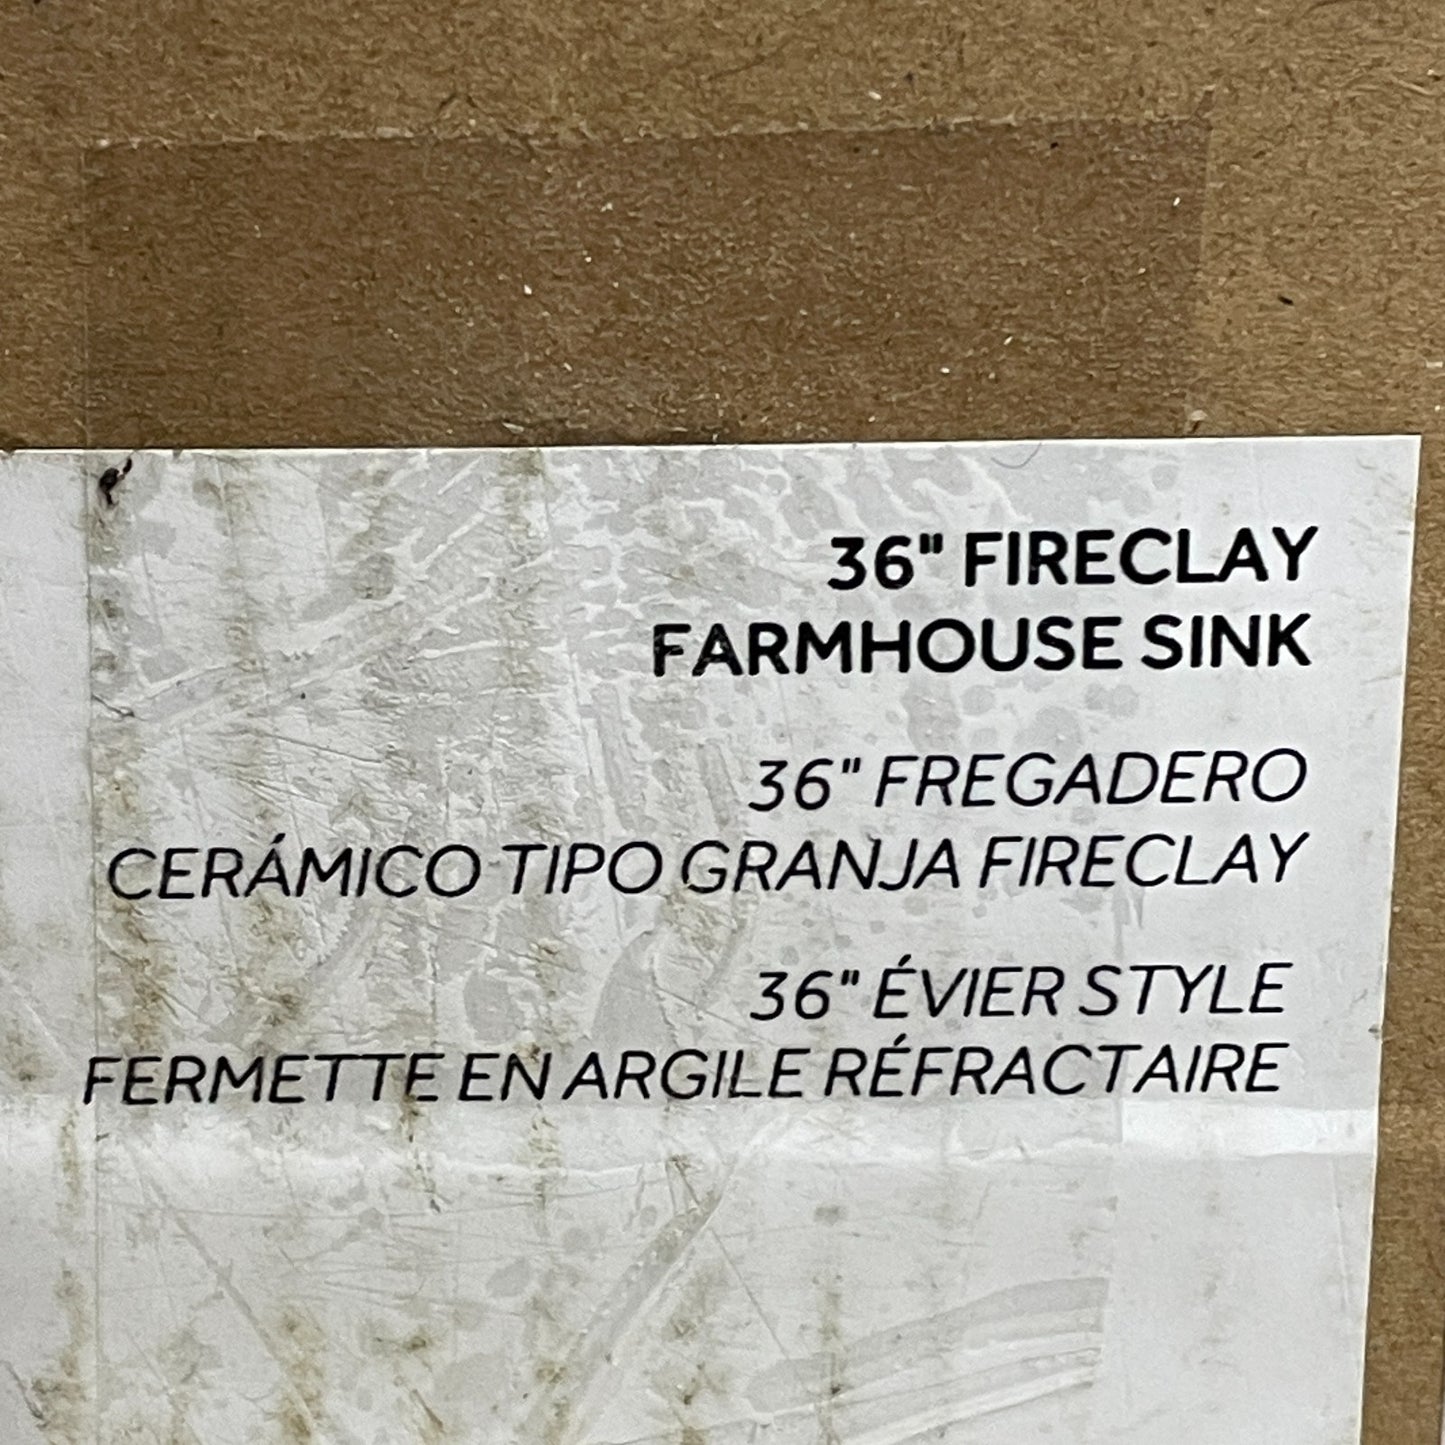 36" FIRECLAY
FARMHOUSE SINK
36" FREGADERO
CERÁMICO TIPO GRANJA FIRECLAY
36" ÉVIER STYLE
FERMETTE EN ARGILE RÉFRACTAIRE